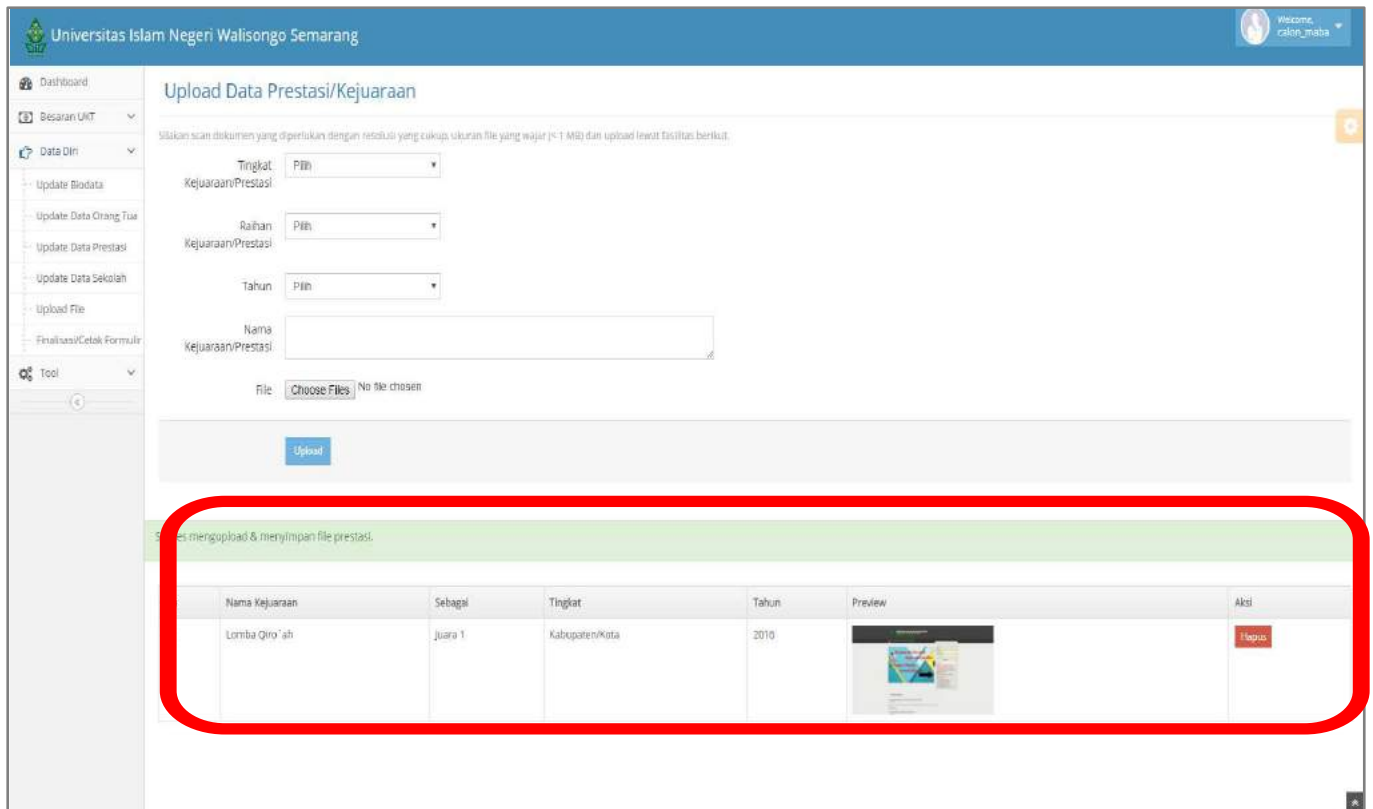 Universitas Islam Negeri Walisongo Semarang
Welcome,
calon_maba
Dashboard
Besaran UKT
Data Diri
Update Biodata
Update Data Orang Tua
Update Data Prestasi
Update Data Sekolah
Upload File
Finalisasi/Cetak Formulir
Tool
Upload Data Prestasi/Kejuaraan
Silakan scan dokumen yang diperlukan dengan resolusi yang cukup, ukuran file yang wajar (< 1 MB) dan upload lewat fasilitas berikut.
Tingkat Pilih
Kejuaraan/Prestasi
Raihan Pilih
Kejuaraan/Prestasi
Tahun Pilih
Nama
Kejuaraan/Prestasi
File Choose Files No file chosen
Upload
mengupload & menyimpan file prestasi.
Nama Kejuaraan Sebagai Tingkat Tahun Preview Aksi
Lomba Qiro`ah Juara 1 Kabupaten/Kota 2016 Hapus